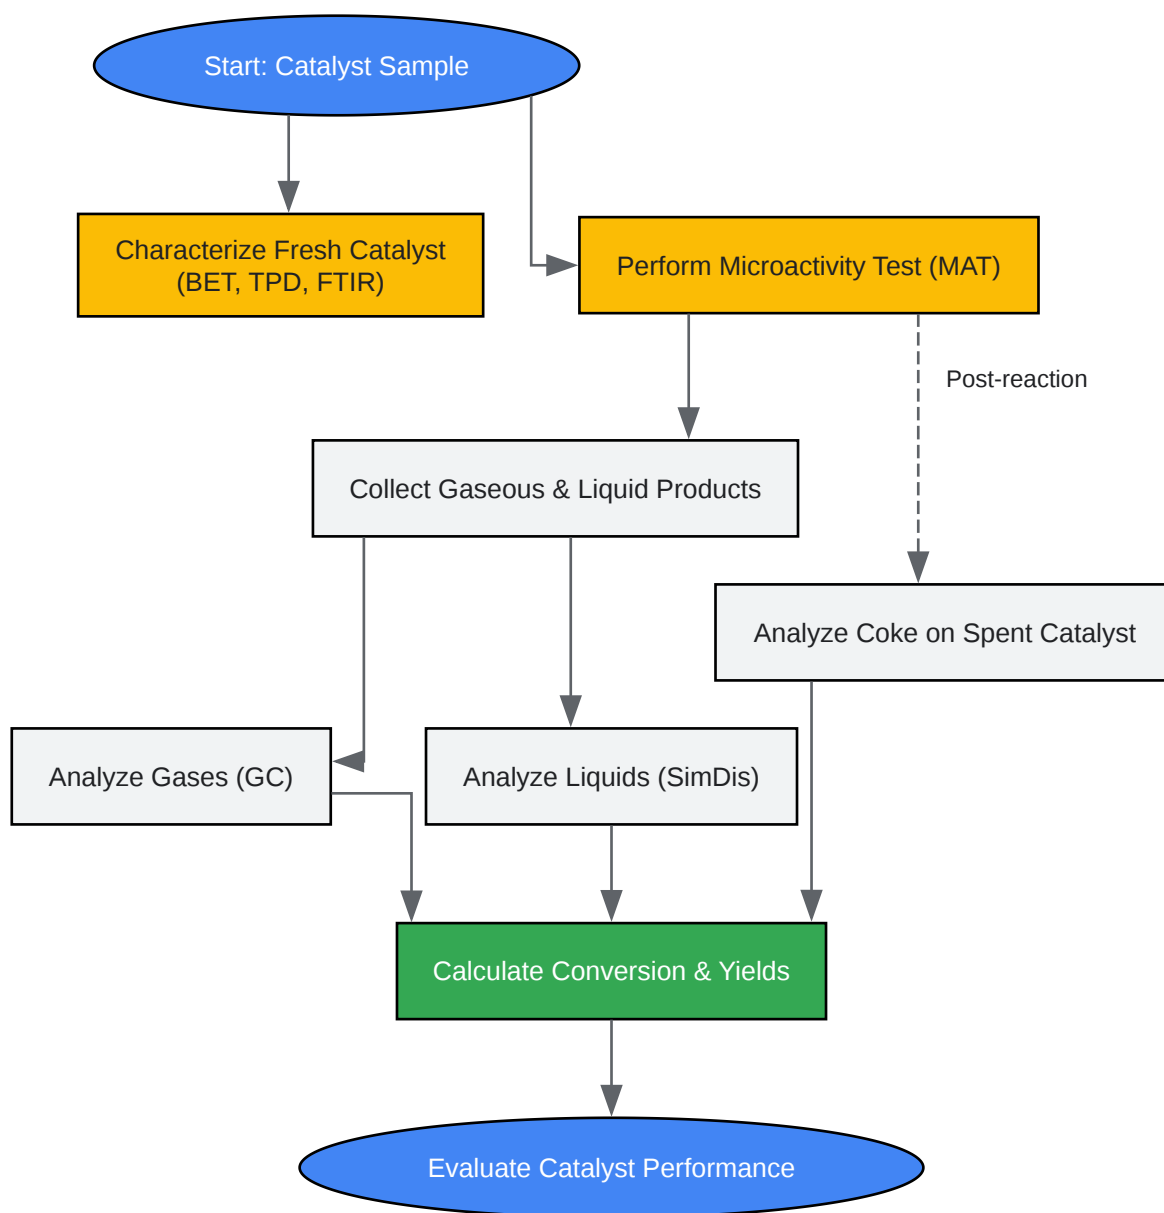 Start: Catalyst Sample
Characterize Fresh Catalyst
(BET, TPD, FTIR)
Perform Microactivity Test (MAT)
Post-reaction
Collect Gaseous & Liquid Products
Analyze Coke on Spent Catalyst
Analyze Gases (GC)
Analyze Liquids (SimDis)
Calculate Conversion & Yields
Evaluate Catalyst Performance